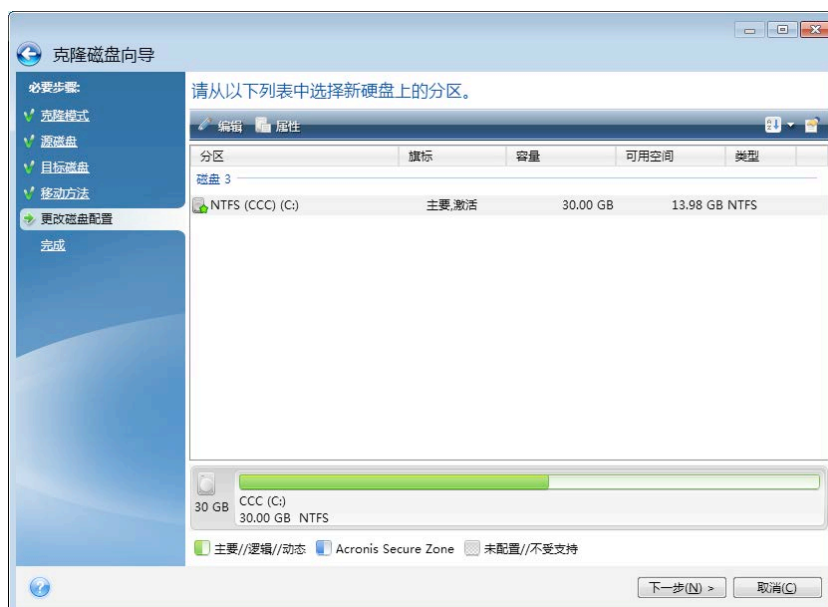 克隆磁盘向导
必要步骤:
克隆模式
源磁盘
目标磁盘
移动方法
更改磁盘配置
完成
请从以下列表中选择新硬盘上的分区。
编辑 属性
分区 旗标 容量 可用空间 类型
磁盘 3
NTFS (CCC) (C:) 主要,激活 30.00 GB 13.98 GB NTFS
30 GB
CCC (C:)
30.00 GB NTFS
主要//逻辑//动态 Acronis Secure Zone 未配置//不受支持
下一步(N) > 取消(C)